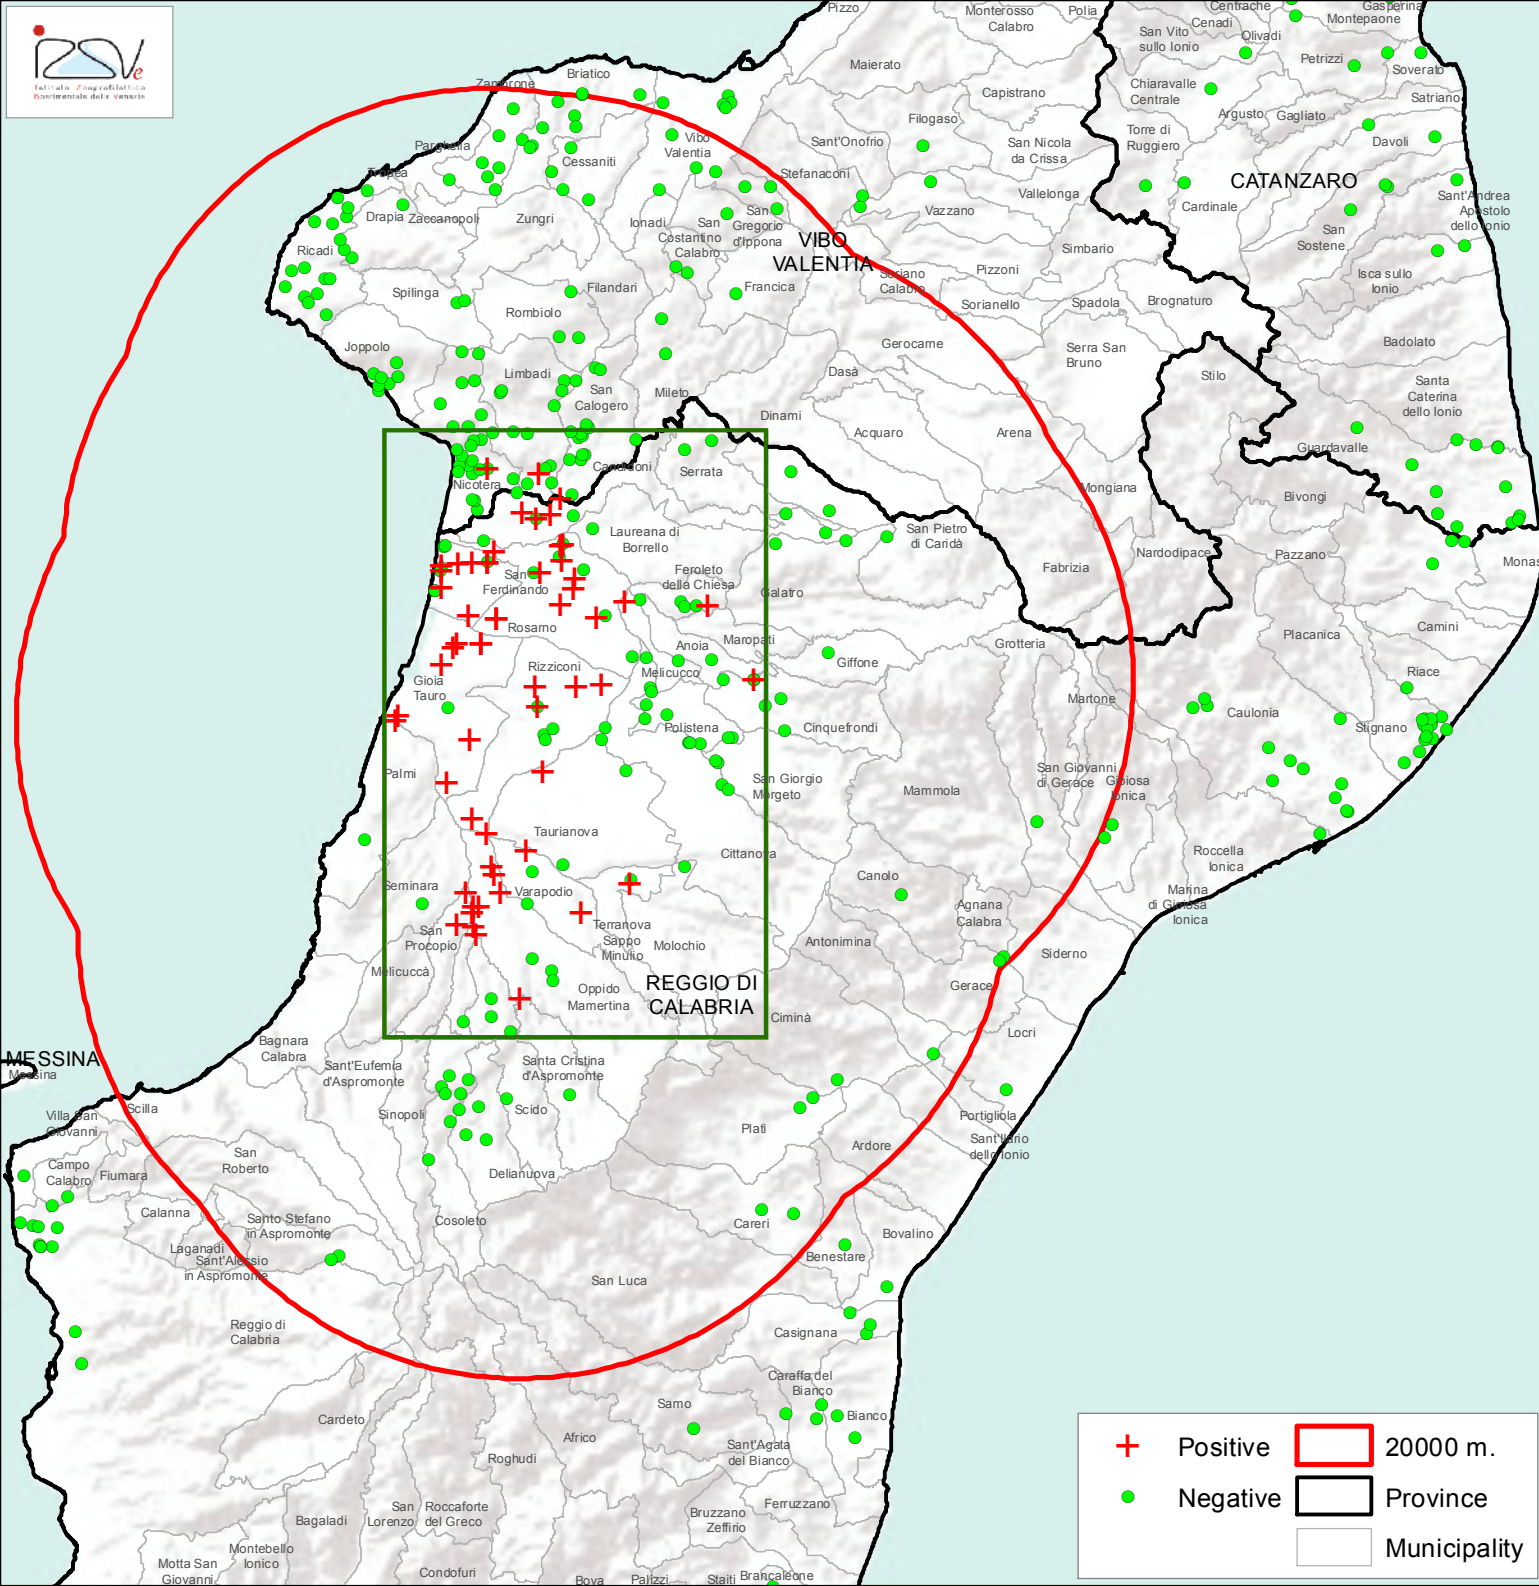 Istituto Zooprofilattico
Sperimentale delle Venezie
Pizzo
Monterosso
Calabro
Polia
Centrache
Cenadi
Gasperina
Montepaone
San Vito
sullo Ionio
Olivadi
Petrizzi
Soverato
Maierato
Briatico
Zambrone
Capistrano
Chiaravalle
Centrale
Satriano
Argusto
Gagliato
Filogaso
Torre di
Ruggiero
Davoli
Parghelia
Vibo
Valentia
Sant'Onofrio
San Nicola
da Crissa
Cessaniti
Tropea
Stefanaconi
CATANZARO
Vallelonga
Cardinale
Sant'Andrea
Apostolo
dello Ionio
Drapia
Zaccanopoli
Zungri
Ionadi
San
Costantino
Calabro
San
Gregorio
d'Ippona
Vazzano
VIBO
VALENTIA
San
Sostene
Ricadi
Simbario
Pizzoni
Soriano
Calabro
Isca sullo
Ionio
Spilinga
Filandari
Francica
Sorianello
Spadola
Brognaturo
Rombiolo
Joppolo
Gerocarne
Serra San
Bruno
Badolato
Limbadi
San
Calogero
Mileto
Dasà
Stilo
Santa
Caterina
dello Ionio
Dinami
Acquaro
Arena
Guardavalle
Candidoni
Serrata
Nicotera
Mongiana
Bivongi
Laureana di
Borrello
San Pietro
di Caridà
Nardodipace
Pazzano
Monas
San
Ferdinando
Feroleto
della Chiesa
Galatro
Fabrizia
Rosarno
Anoia
Maropati
Grotteria
Placanica
Camini
Rizziconi
Melicucco
Giffone
Gioia
Tauro
Riace
Martone
Caulonia
Stignano
Polistena
Cinquefrondi
Palmi
San Giorgio
Morgeto
Mammola
San Giovanni
di Gerace
Gioiosa
Ionica
Taurianova
Cittanova
Roccella
Ionica
Canolo
Seminara
Varapodio
Marina
di Gioiosa
Ionica
Agnana
Calabra
San
Procopio
Terranova
Sappo
Minulio
Molochio
Antonimina
Siderno
Melicuccà
REGGIO DI
CALABRIA
Oppido
Mamertina
Gerace
Ciminà
Locri
MESSINA
Messina
Bagnara
Calabra
Sant'Eufemia
d'Aspromonte
Santa Cristina
d'Aspromonte
Scilla
Villa San
Giovanni
Sinopoli
Scido
Platì
Portigliola
Sant'Ilario
dello Ionio
Ardore
San
Roberto
Campo
Calabro
Fiumara
Delianuova
Calanna
Santo Stefano
in Aspromonte
Cosoleto
Careri
Bovalino
Laganadi
Sant'Alessio
in Aspromonte
Benestare
San Luca
Reggio di
Calabria
Casignana
Caraffa del
Bianco
Cardeto
Samo
Bianco
Africo
Sant'Agata
del Bianco
Roghudi
San
Lorenzo
Roccaforte
del Greco
Bagaladi
Bruzzano
Zeffirio
Ferruzzano
Montebello
Ionico
Motta San
Giovanni
Condofuri
Bova
Palizzi
Staiti
Brancaleone
Positive
20000 m.
Negative
Province
Municipality